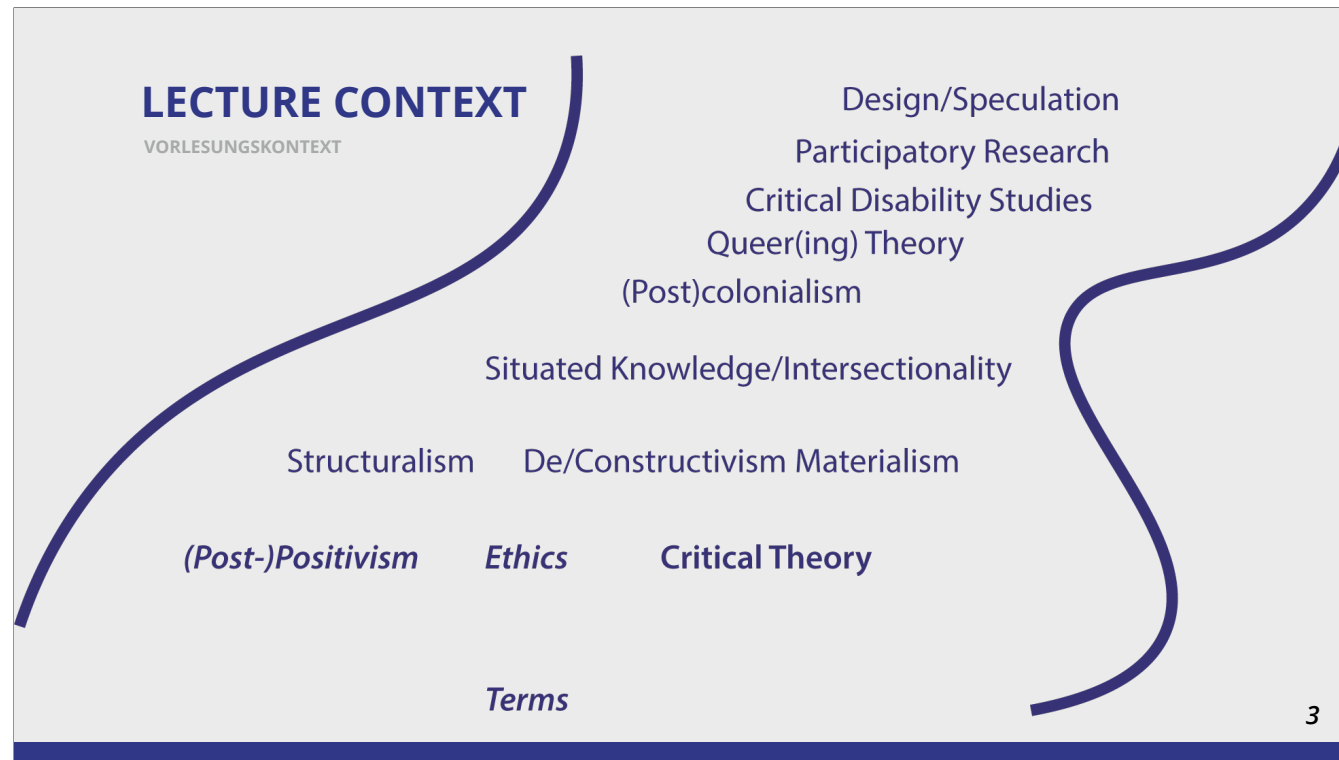 LECTURE CONTEXT
VORLESUNGSKONTEXT
Design/Speculation
Participatory Research
Critical Disability Studies
Queer(ing) Theory
(Post)colonialism
Situated Knowledge/Intersectionality
Structuralism De/Constructivism Materialism
(Post-)Positivism Ethics Critical Theory
Terms
3